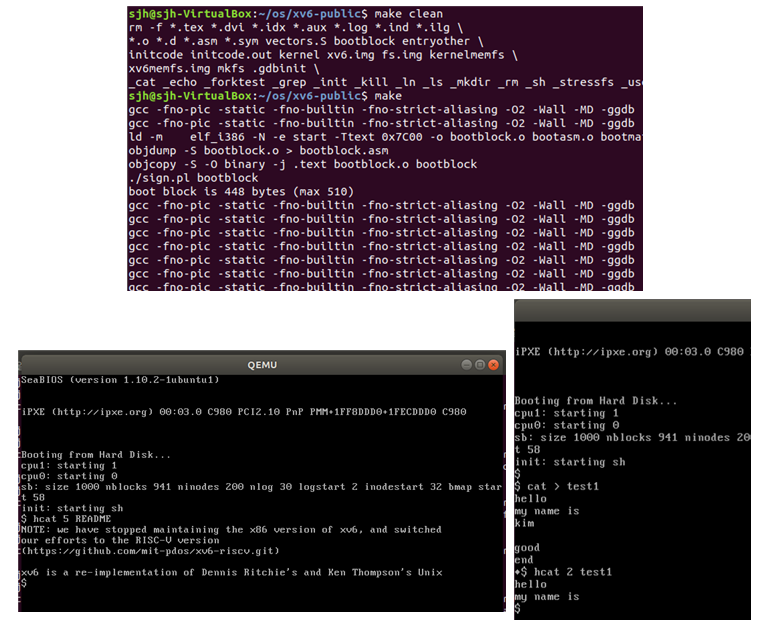 sjh@sjh-VirtualBox:~/os/xv6-public$ make clean
rm -f *.tex *.dvi *.idx *.aux *.log *.ind *.ilg \
*.o *.d *.asm *.sym vectors.S bootblock entryother \
initcode initcode.out kernel xv6.img fs.img kernelmemfs \
xv6memfs.img mkfs .gdbinit \
_cat _echo _forktest _grep _init _kill _ln _ls _mkdir _rm _sh _stressfs _use
sjh@sjh-VirtualBox:~/os/xv6-public$ make
gcc -fno-pic -static -fno-builtin -fno-strict-aliasing -O2 -Wall -MD -ggdb
gcc -fno-pic -static -fno-builtin -fno-strict-aliasing -O2 -Wall -MD -ggdb
ld -m    elf_i386 -N -e start -Ttext 0x7C00 -o bootblock.o bootasm.o bootma
objdump -S bootblock.o > bootblock.asm
objcopy -S -O binary -j .text bootblock.o bootblock
./sign.pl bootblock
boot block is 448 bytes (max 510)
gcc -fno-pic -static -fno-builtin -fno-strict-aliasing -O2 -Wall -MD -ggdb
gcc -fno-pic -static -fno-builtin -fno-strict-aliasing -O2 -Wall -MD -ggdb
gcc -fno-pic -static -fno-builtin -fno-strict-aliasing -O2 -Wall -MD -ggdb
gcc -fno-pic -static -fno-builtin -fno-strict-aliasing -O2 -Wall -MD -ggdb
gcc -fno-pic -static -fno-builtin -fno-strict-aliasing -O2 -Wall -MD -ggdb
gcc -fno-pic -static -fno-builtin -fno-strict-aliasing -O2 -Wall -MD -ggdb
gcc -fno-pic -static -fno-builtin -fno-strict-aliasing -O2 -Wall -MD -ggdb
QEMU
SeaBIOS (version 1.10.2-1ubuntu1)
iPXE (http://ipxe.org) 00:03.0 C980 PCI2.10 PnP PMM+1FF8DDD0+1FECDDD0 C980
Booting from Hard Disk...
cpu1: starting 1
cpu0: starting 0
sb: size 1000 nblocks 941 ninodes 200 nlog 30 logstart 2 inodestart 32 bmap star
t 58
init: starting sh
$ hcat 5 README
NOTE: we have stopped maintaining the x86 version of xv6, and switched
our efforts to the RISC-V version
(https://github.com/mit-pdos/xv6-riscv.git)
xv6 is a re-implementation of Dennis Ritchie's and Ken Thompson's Unix
$
iPXE (http://ipxe.org) 00:03.0 C980
Booting from Hard Disk...
cpu1: starting 1
cpu0: starting 0
sb: size 1000 nblocks 941 ninodes 20
t 58
init: starting sh
$
$ cat > test1
hello
my name is
kim
good
end
♦$ hcat 2 test1
hello
my name is
$